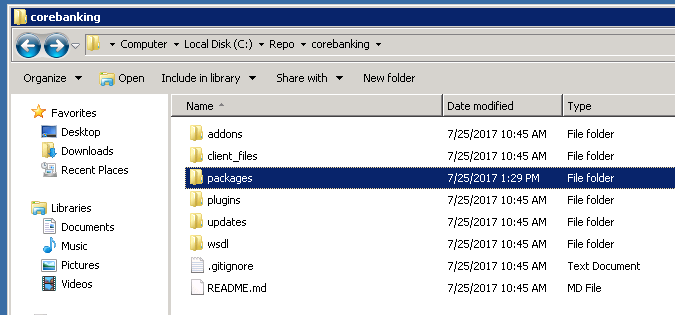 corebanking
Computer Local Disk (C:) Repo corebanking
Organize Open Include in library Share with New folder
Favorites
Desktop
Downloads
Recent Places
Libraries
Documents
Music
Pictures
Videos
Name Date modified Type
addons 7/25/2017 10:45 AM File folder
client_files 7/25/2017 10:45 AM File folder
packages 7/25/2017 1:29 PM File folder
plugins 7/25/2017 10:45 AM File folder
updates 7/25/2017 10:45 AM File folder
wsdl 7/25/2017 10:45 AM File folder
.gitignore 7/25/2017 10:45 AM Text Document
README.md 7/25/2017 10:45 AM MD File